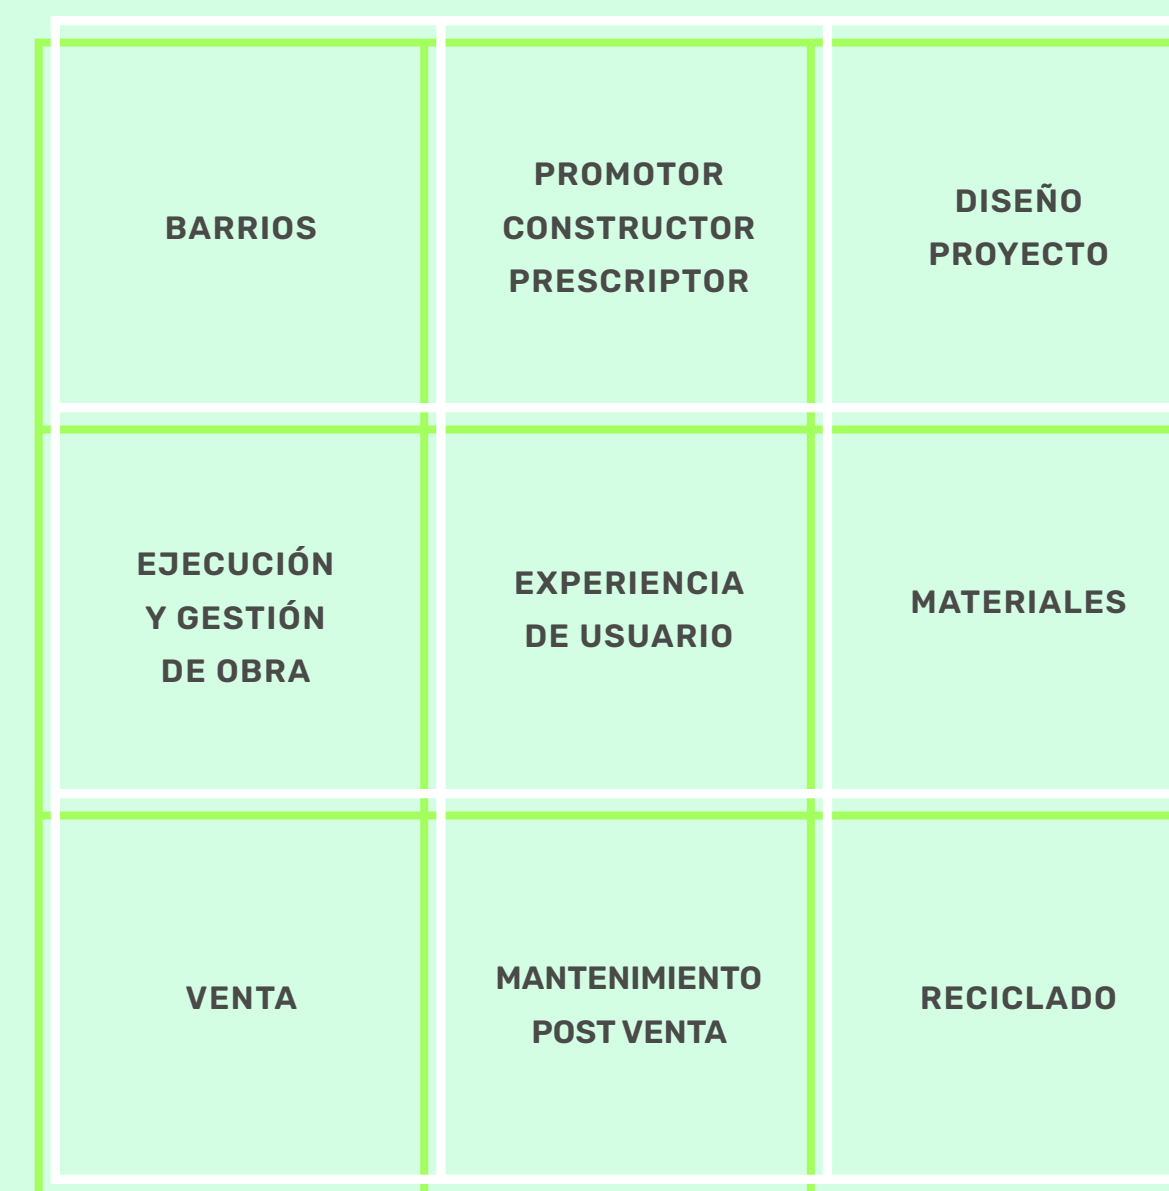 BARRIOS
PROMOTOR
CONSTRUCTOR
PRESCRIPTOR
DISEÑO
PROYECTO
EJECUCIÓN
Y GESTIÓN
DE OBRA
EXPERIENCIA
DE USUARIO
MATERIALES
VENTA
MANTENIMIENTO
POST VENTA
RECICLADO